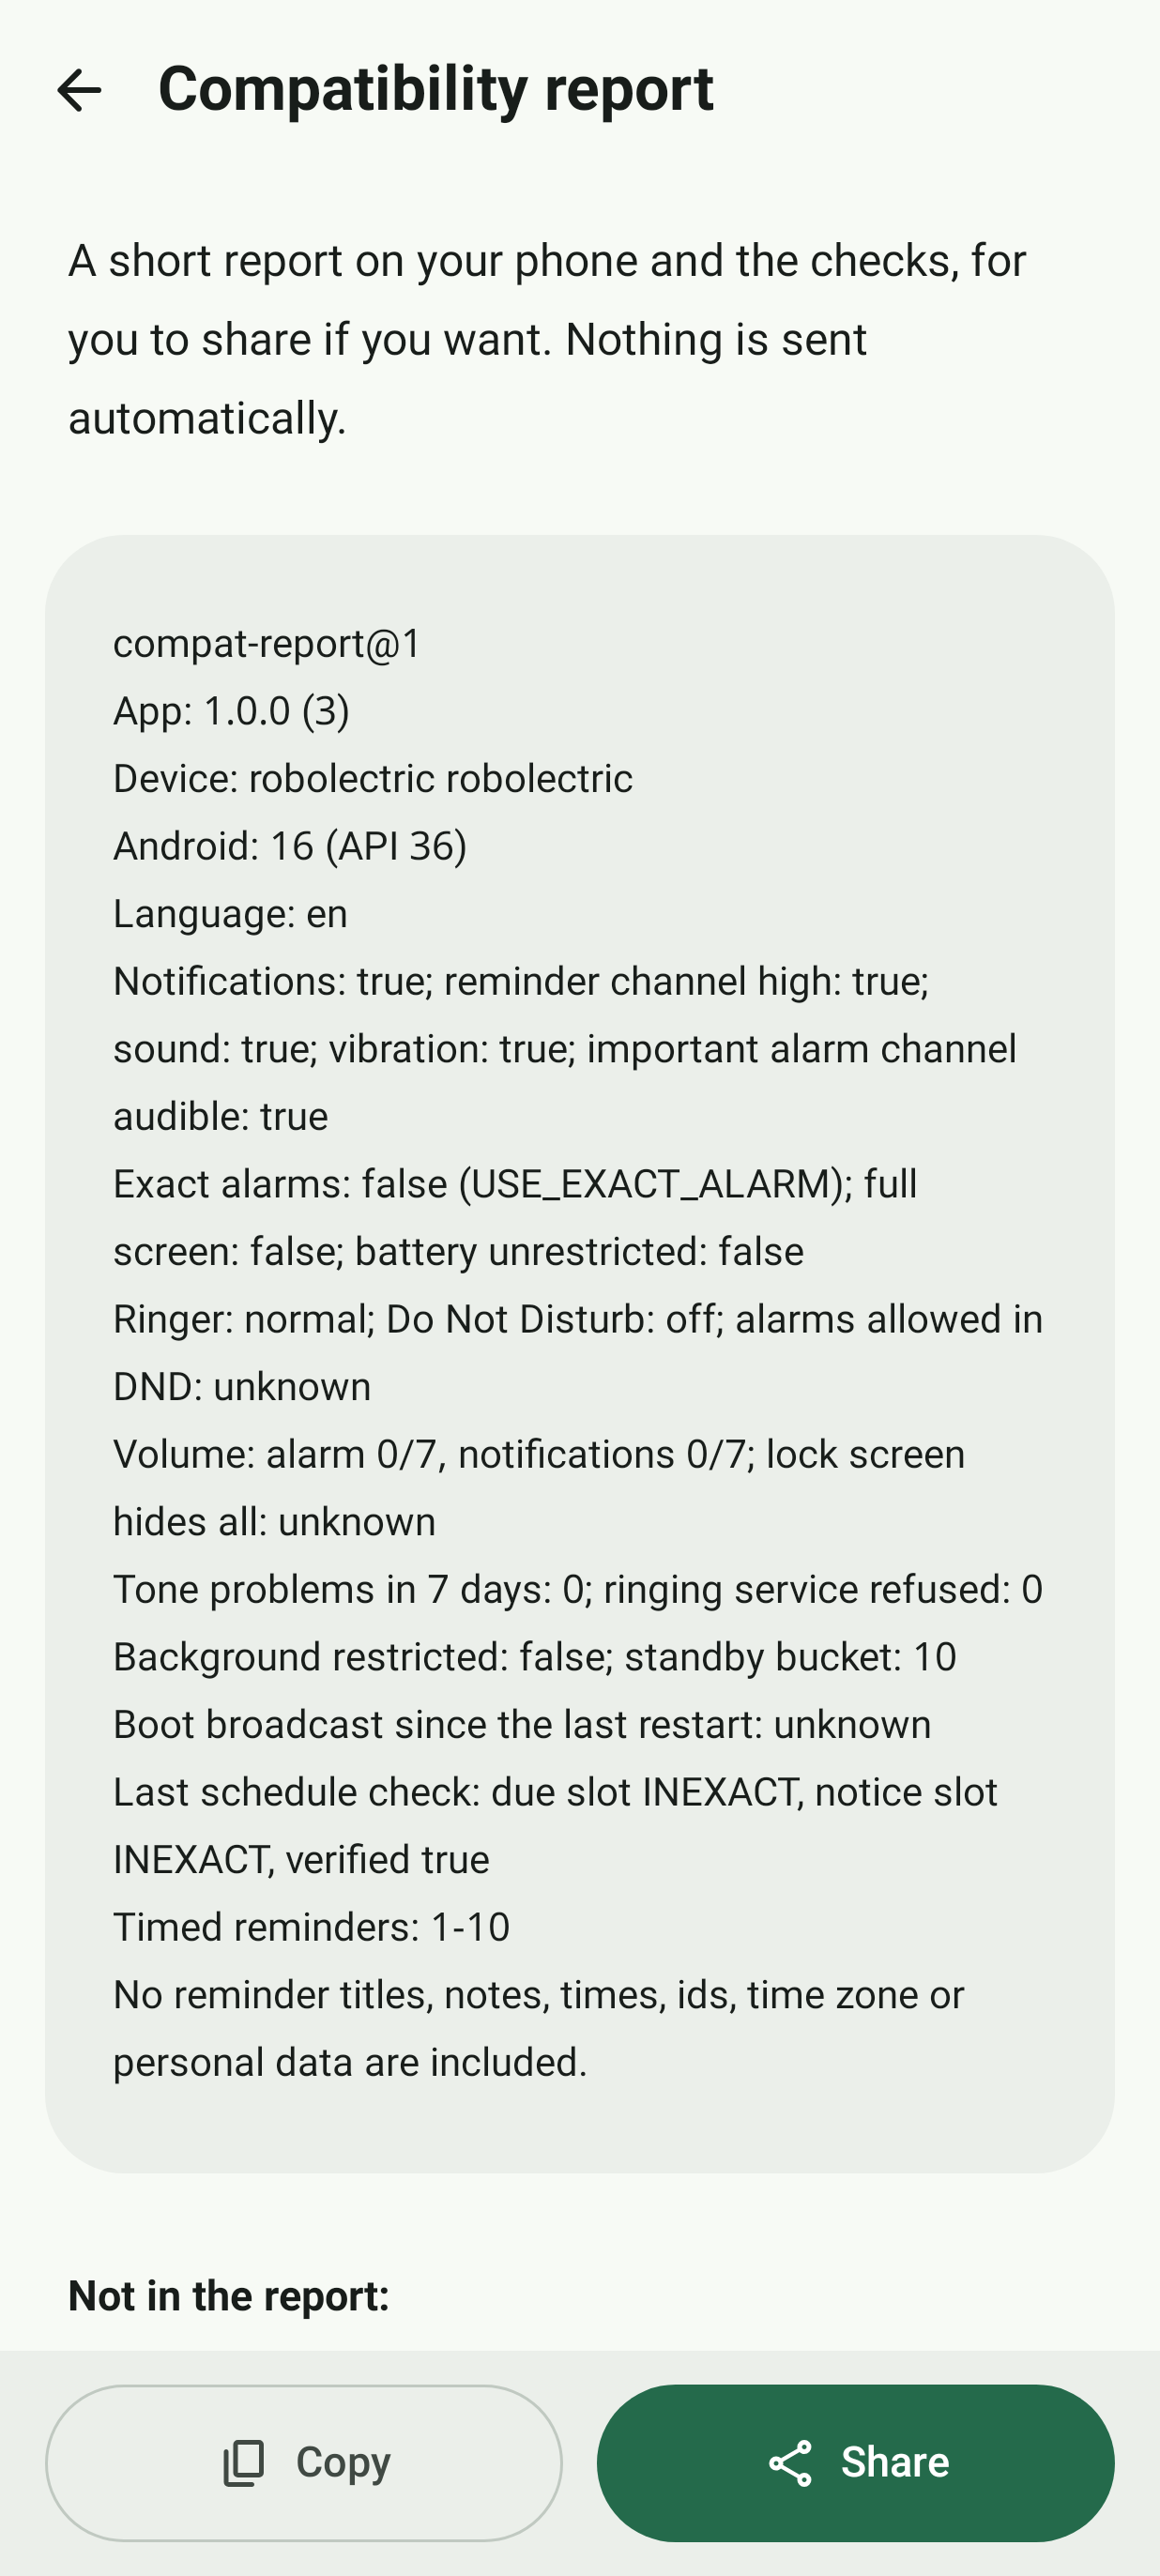 Compatibility report
A short report on your phone and the checks, for
you to share if you want. Nothing is sent
automatically.
compat-report@1
App: 1.0.0 (3)
Device: robolectric robolectric
Android: 16 (API 36)
Language: en
Notifications: true; reminder channel high: true;
sound: true; vibration: true; important alarm channel
audible: true
Exact alarms: false (USE_EXACT_ALARM); full
screen: false; battery unrestricted: false
Ringer: normal; Do Not Disturb: off; alarms allowed in
DND: unknown
Volume: alarm 0/7, notifications 0/7; lock screen
hides all: unknown
Tone problems in 7 days: 0; ringing service refused: 0
Background restricted: false; standby bucket: 10
Boot broadcast since the last restart: unknown
Last schedule check: due slot INEXACT, notice slot
INEXACT, verified true
Timed reminders: 1-10
No reminder titles, notes, times, ids, time zone or
personal data are included.
Not in the report:
Copy
Share